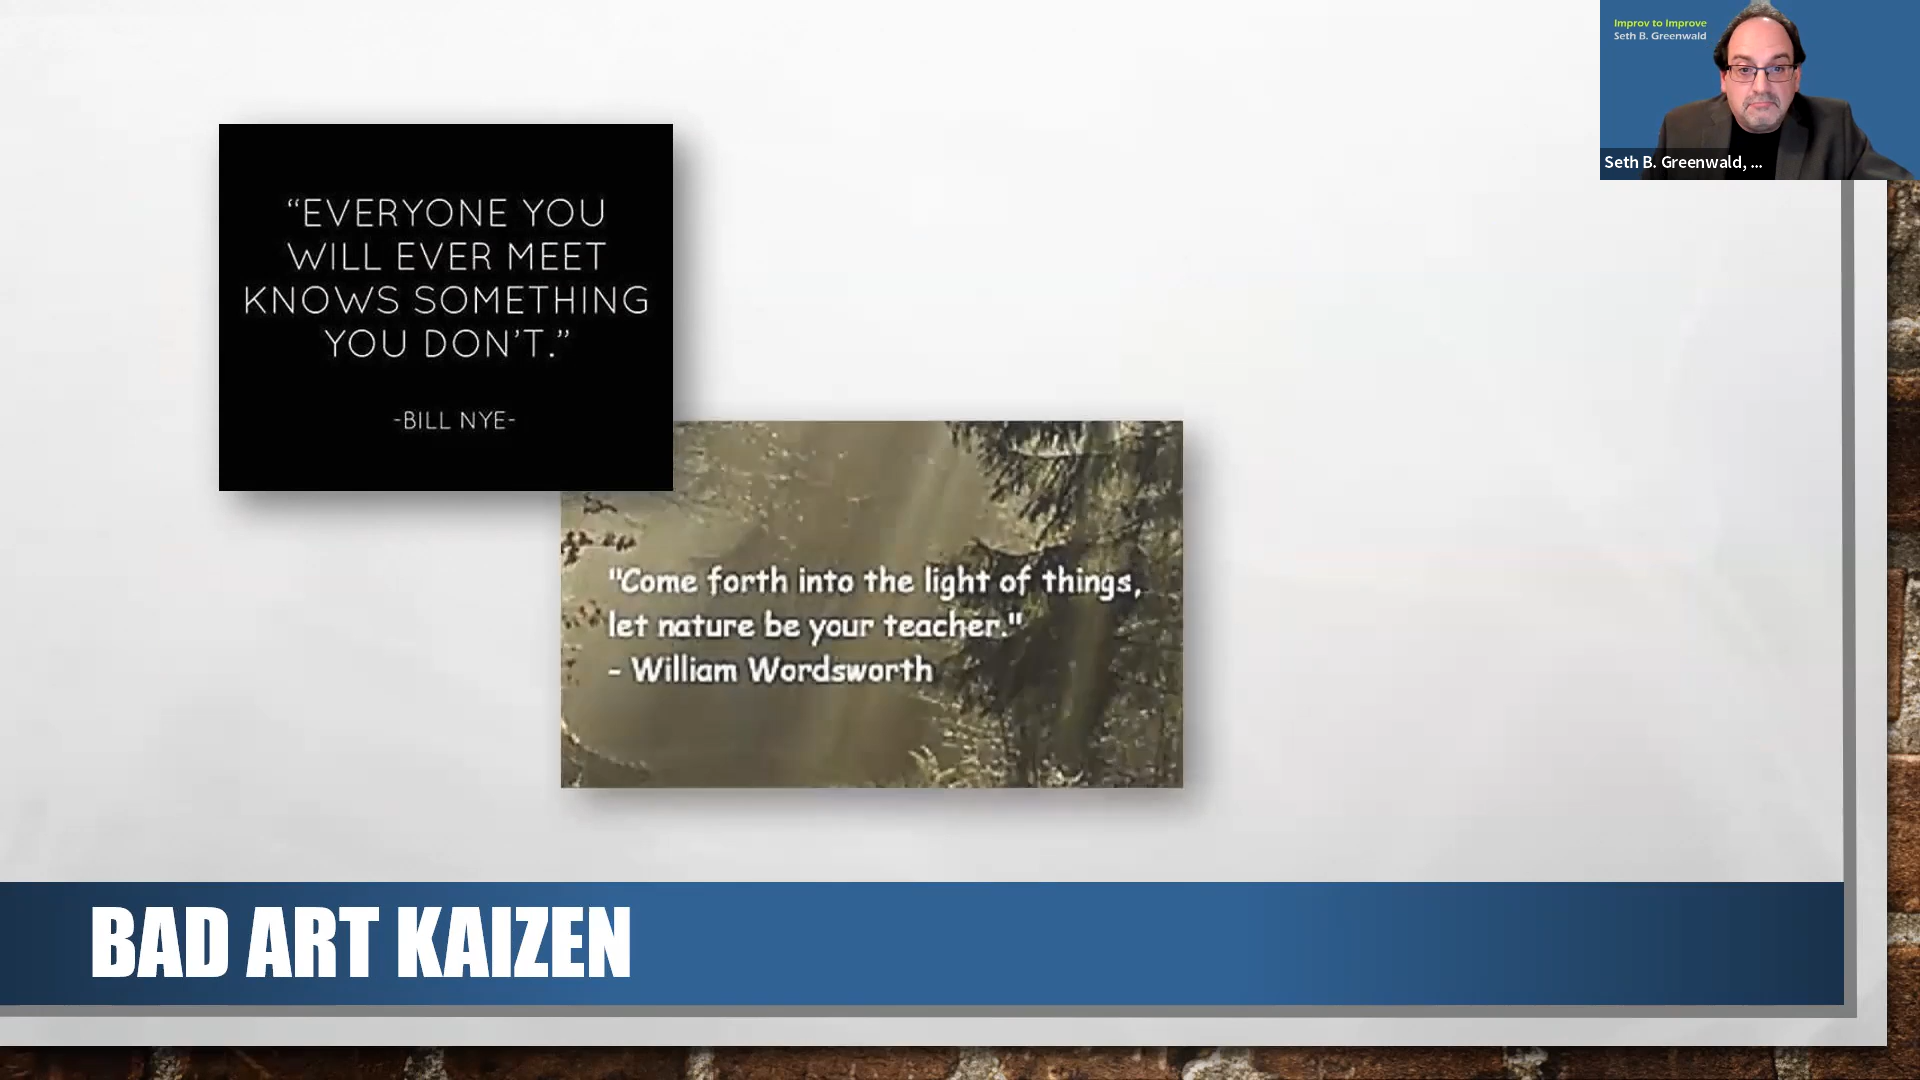 Improv to Improve
Seth B. Greenwald
Seth B. Greenwald, ...
“EVERYONE YOU
WILL EVER MEET
KNOWS SOMETHING
YOU DON’T.”
-BILL NYE-
"Come forth into the light of things,
let nature be your teacher."
- William Wordsworth
BAD ART KAIZEN